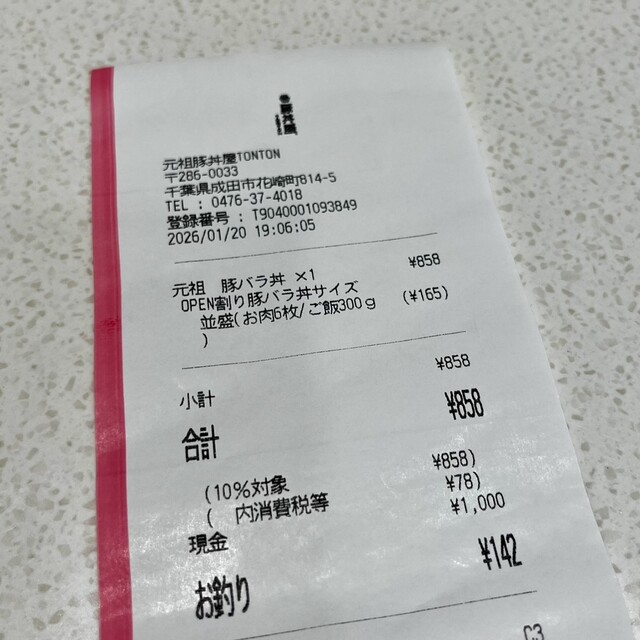 元祖豚丼屋TONTON
〒286-0033
千葉県成田市花崎町814-5
TEL : 0476-37-4018
登録番号 : T9040001093849
2026/01/20 19:06:05
元祖 豚バラ丼 ×1 ¥858
OPEN割り豚バラ丼サイズ
並盛(お肉6枚/ご飯300g (¥165)
)
小計 ¥858
合計 ¥858
(10%対象 ¥858)
( 内消費税等 ¥78)
現金 ¥1,000
お釣り ¥142
C3